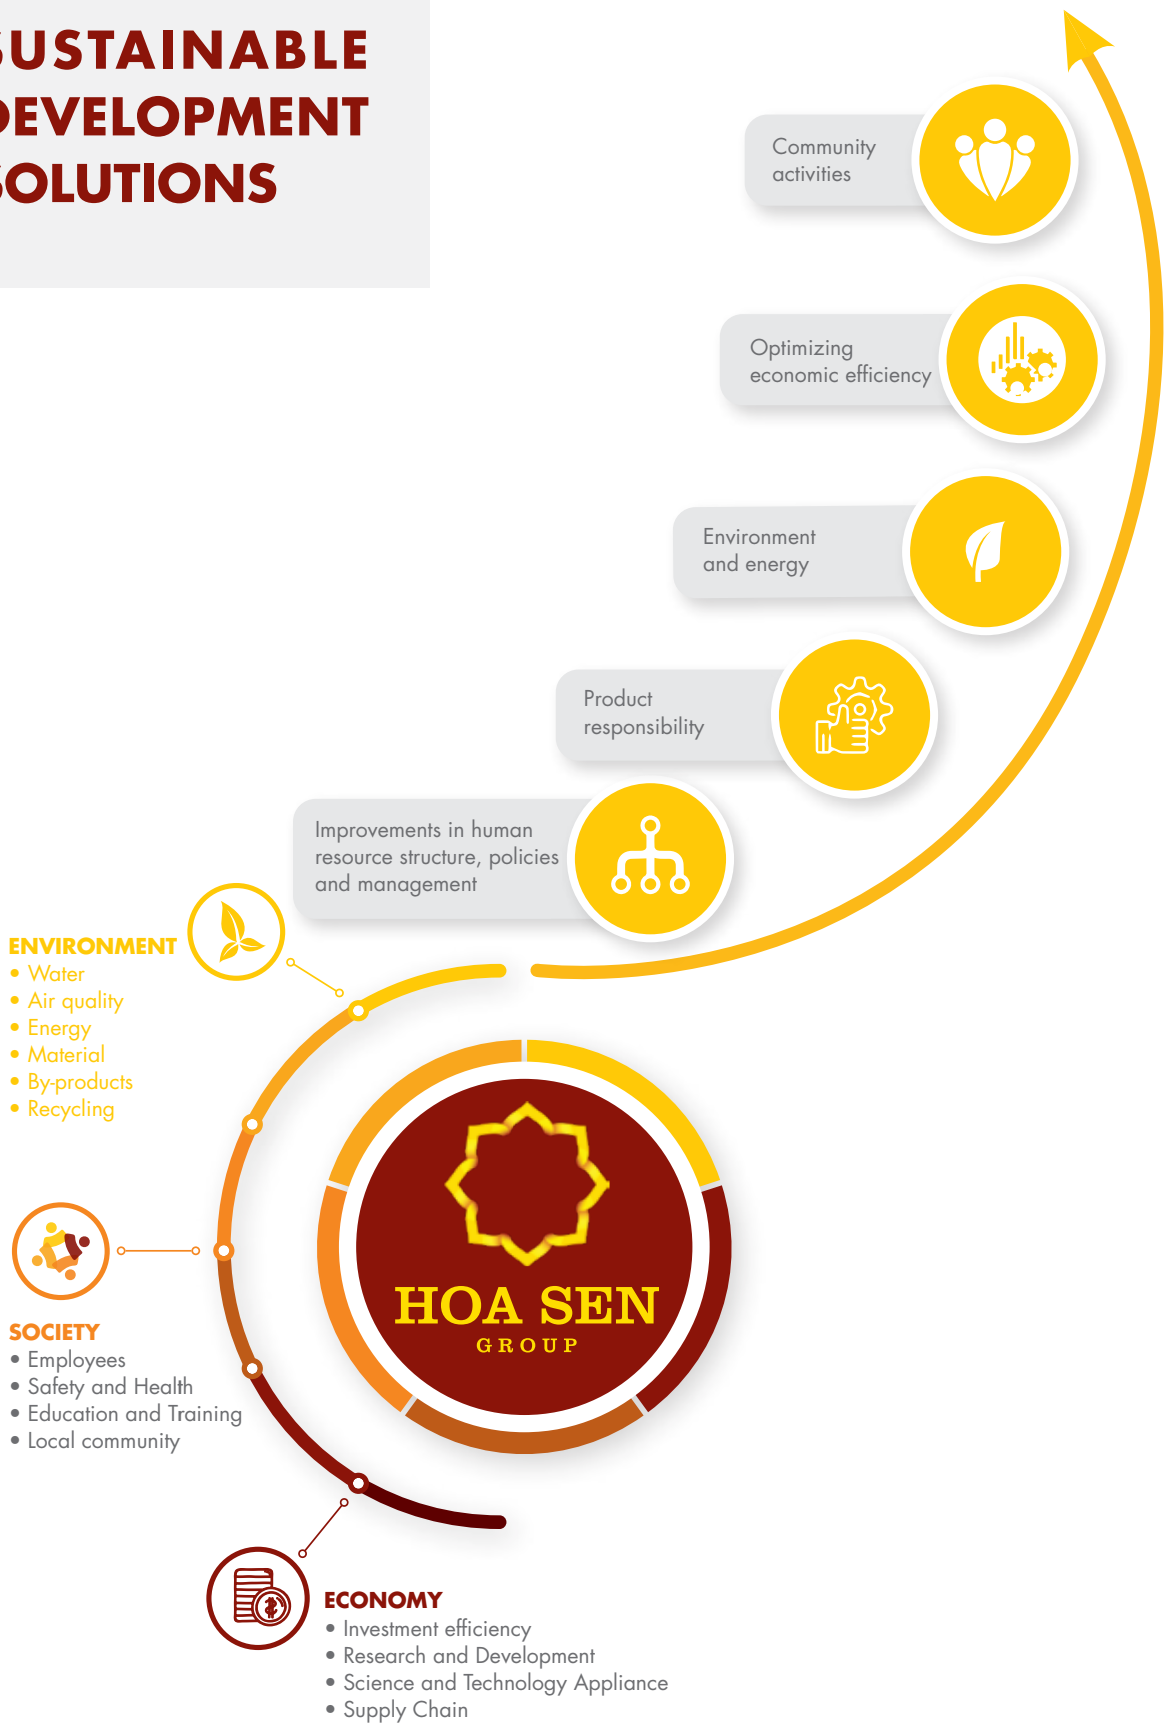 SUSTAINABLE
DEVELOPMENT
SOLUTIONS
Community
activities
Optimizing
economic efficiency
Environment
and energy
Product
responsibility
Improvements in human
resource structure, policies
and management
ENVIRONMENT
• Water
• Air quality
• Energy
• Material
• By-products
• Recycling
HOA SEN
GROUP
SOCIETY
• Employees
• Safety and Health
• Education and Training
• Local community
ECONOMY
• Investment efficiency
• Research and Development
• Science and Technology Appliance
• Supply Chain